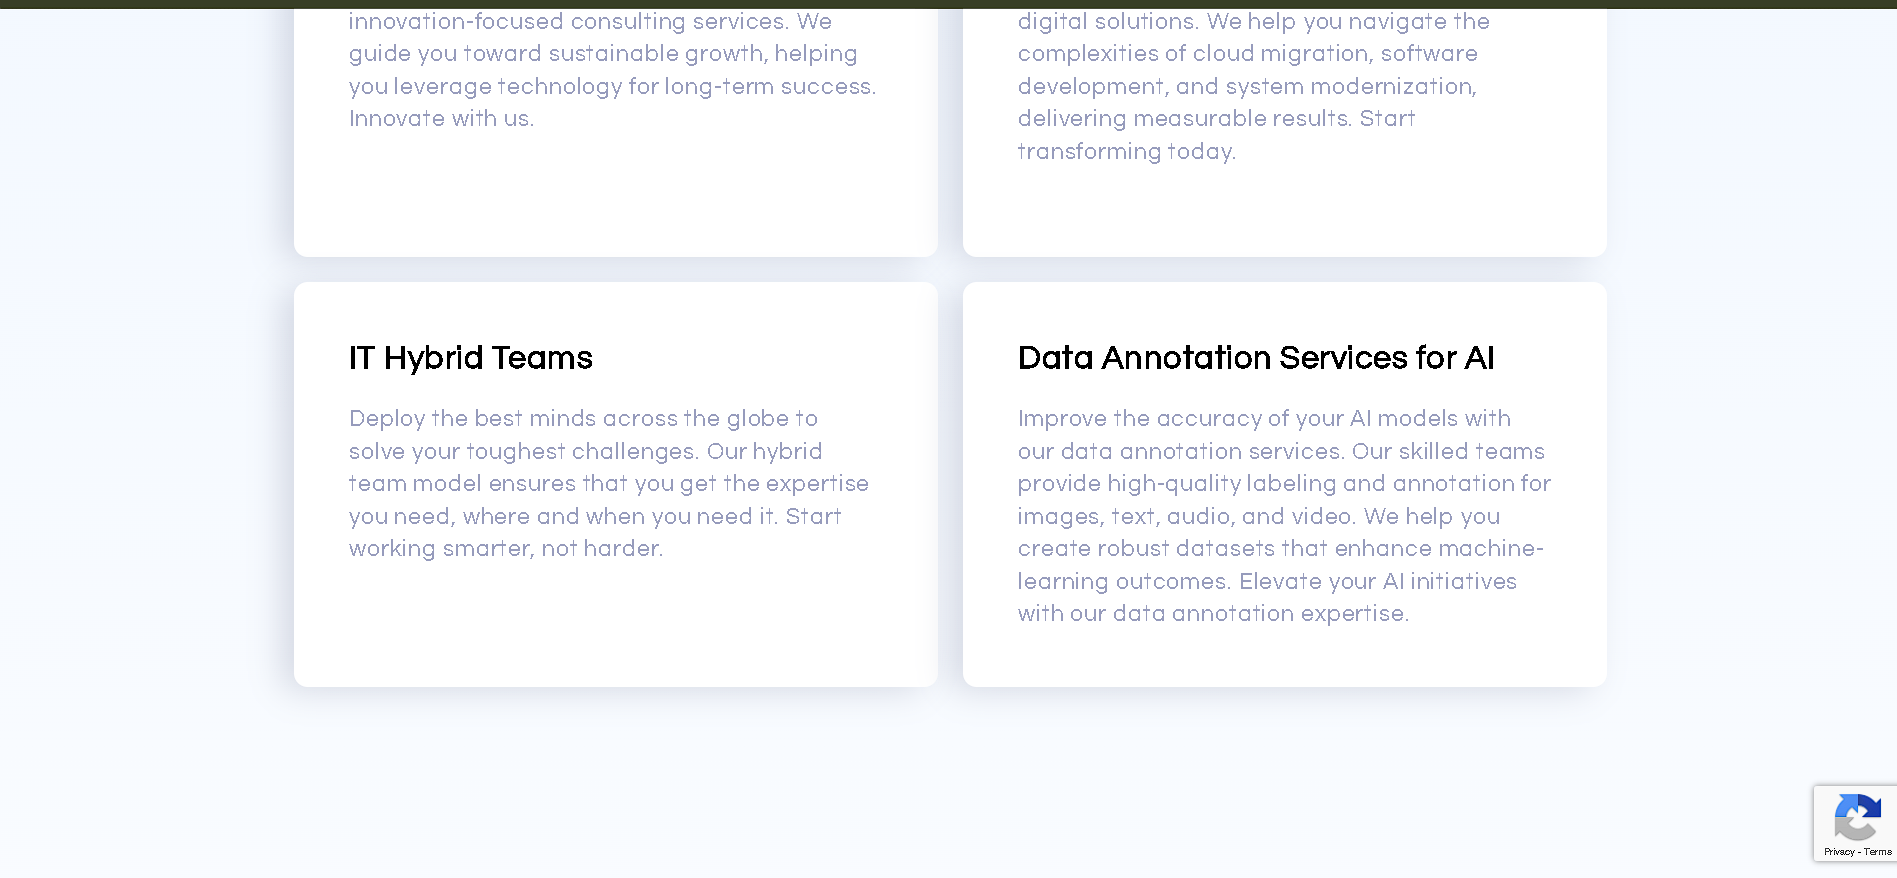 innovation-focused consulting services. We
guide you toward sustainable growth, helping
you leverage technology for long-term success.
Innovate with us.
digital solutions. We help you navigate the
complexities of cloud migration, software
development, and system modernization,
delivering measurable results. Start
transforming today.
IT Hybrid Teams
Deploy the best minds across the globe to
solve your toughest challenges. Our hybrid
team model ensures that you get the expertise
you need, where and when you need it. Start
working smarter, not harder.
Data Annotation Services for AI
Improve the accuracy of your AI models with
our data annotation services. Our skilled teams
provide high-quality labeling and annotation for
images, text, audio, and video. We help you
create robust datasets that enhance machine-
learning outcomes. Elevate your AI initiatives
with our data annotation expertise.
Privacy - Terms